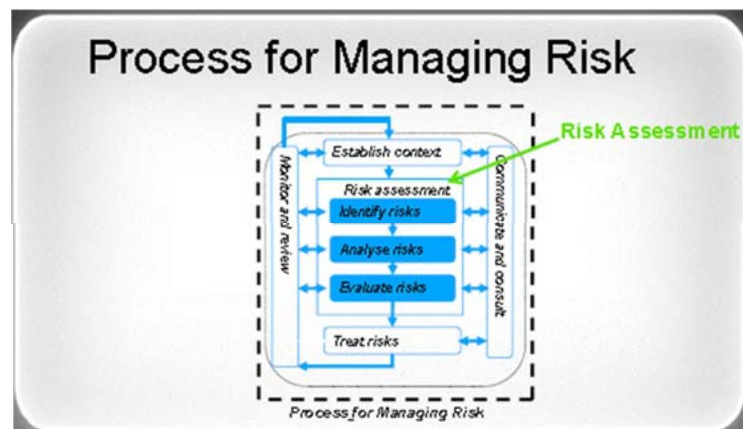 Process for Managing Risk
Risk Assessment
Monitor and review
Establish context
Risk assessment
Identify risks
Analyse risks
Evaluate risks
Treat risks
Communicate and consult
Process for Managing Risk